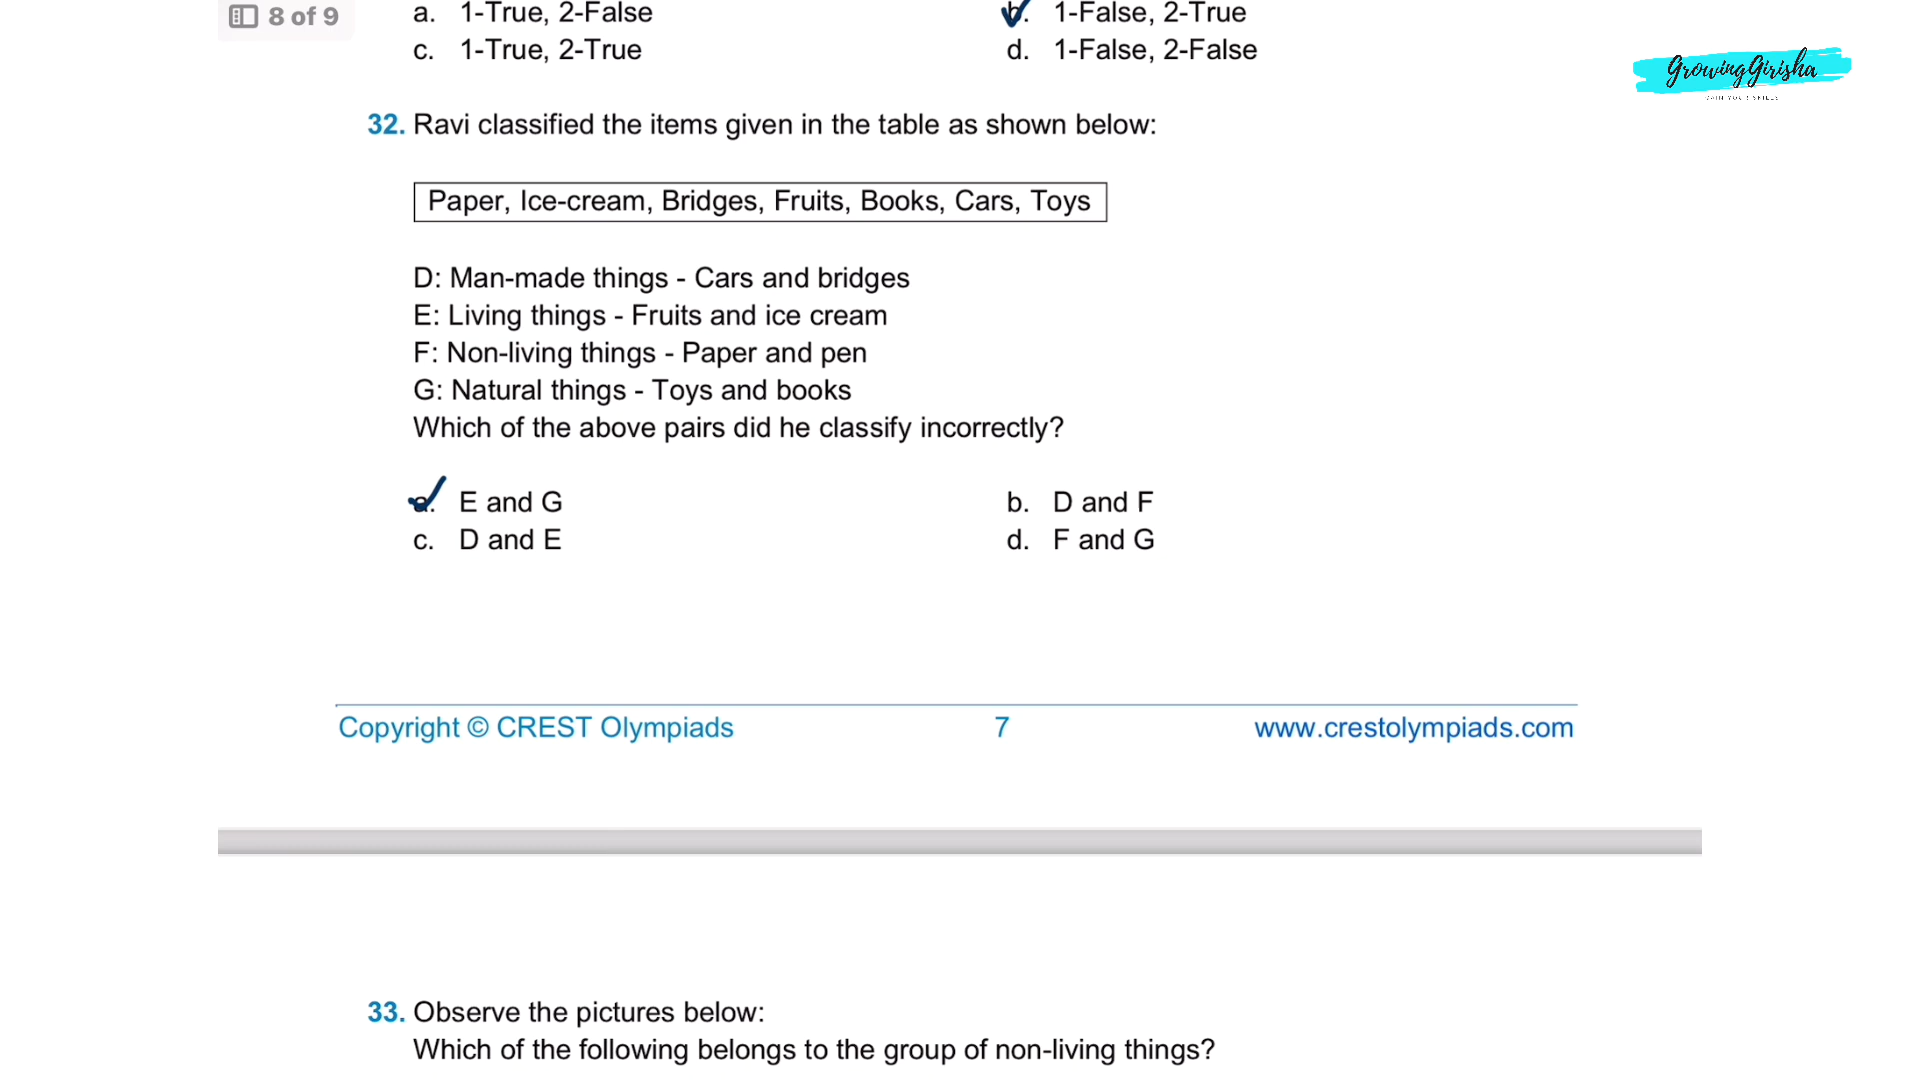 8 of 9
a. 1-True, 2-False
b. 1-False, 2-True
c. 1-True, 2-True
d. 1-False, 2-False
GrowingGirisha
32. Ravi classified the items given in the table as shown below:
Paper, Ice-cream, Bridges, Fruits, Books, Cars, Toys
D: Man-made things - Cars and bridges
E: Living things - Fruits and ice cream
F: Non-living things - Paper and pen
G: Natural things - Toys and books
Which of the above pairs did he classify incorrectly?
a. E and G
b. D and F
c. D and E
d. F and G
Copyright © CREST Olympiads 7 www.crestolympiads.com
33. Observe the pictures below:
Which of the following belongs to the group of non-living things?